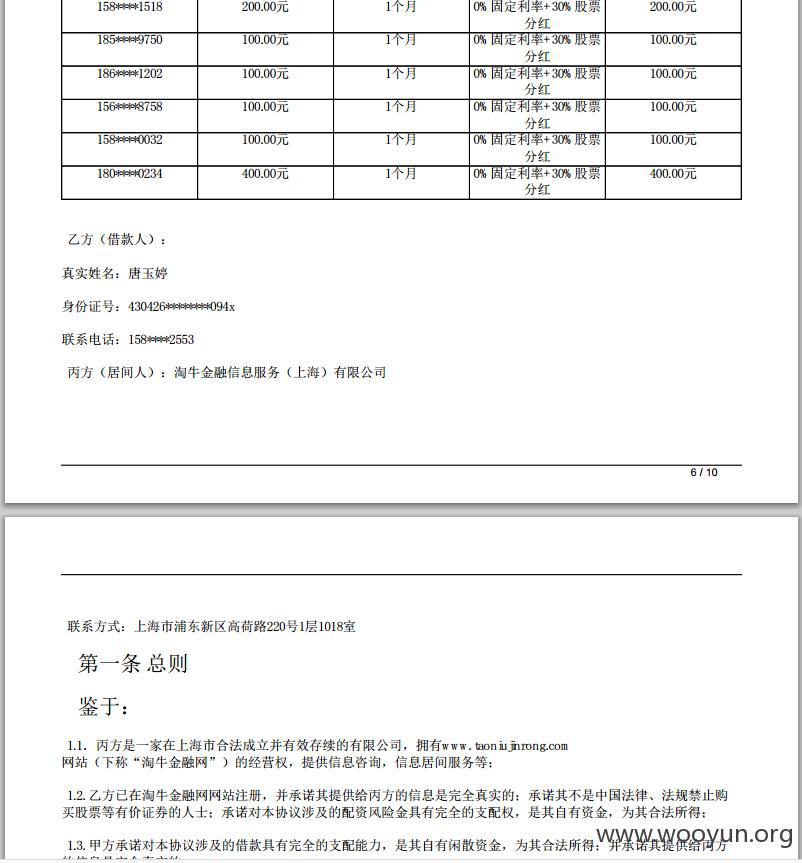 158****1518 200.00元 1个月 0% 固定利率+30% 股票 200.00元
分红
185****9750 100.00元 1个月 0% 固定利率+30% 股票 100.00元
分红
186****1202 100.00元 1个月 0% 固定利率+30% 股票 100.00元
分红
156****8758 100.00元 1个月 0% 固定利率+30% 股票 100.00元
分红
158****0032 100.00元 1个月 0% 固定利率+30% 股票 100.00元
分红
180****0234 400.00元 1个月 0% 固定利率+30% 股票 400.00元
分红
乙方（借款人）：
真实姓名：唐玉婷
身份证号：430426********094x
联系电话：158****2553
丙方（居间人）：淘牛金融信息服务（上海）有限公司
6 / 10
联系方式：上海市浦东新区高荷路220号1层1018室
第一条 总则
鉴于：
1.1．丙方是一家在上海市合法成立并有效存续的有限公司，拥有www.taoniujinrong.com
网站（下称“淘牛金融网”）的经营权，提供信息咨询，信息居间服务等；
1.2. 乙方已在淘牛金融网网站注册，并承诺其提供给丙方的信息是完全真实的；承诺其不是中国法律、法规禁止购
买股票等有价证券的人士；承诺对本协议涉及的配资风险金具有完全的支配权，是其自有资金，为其合法所得；
1.3. 甲方承诺对本协议涉及的借款具有完全的支配能力，是其自有闲散资金，为其合法所得；并承诺其提供给丙方
www.wooyun.org